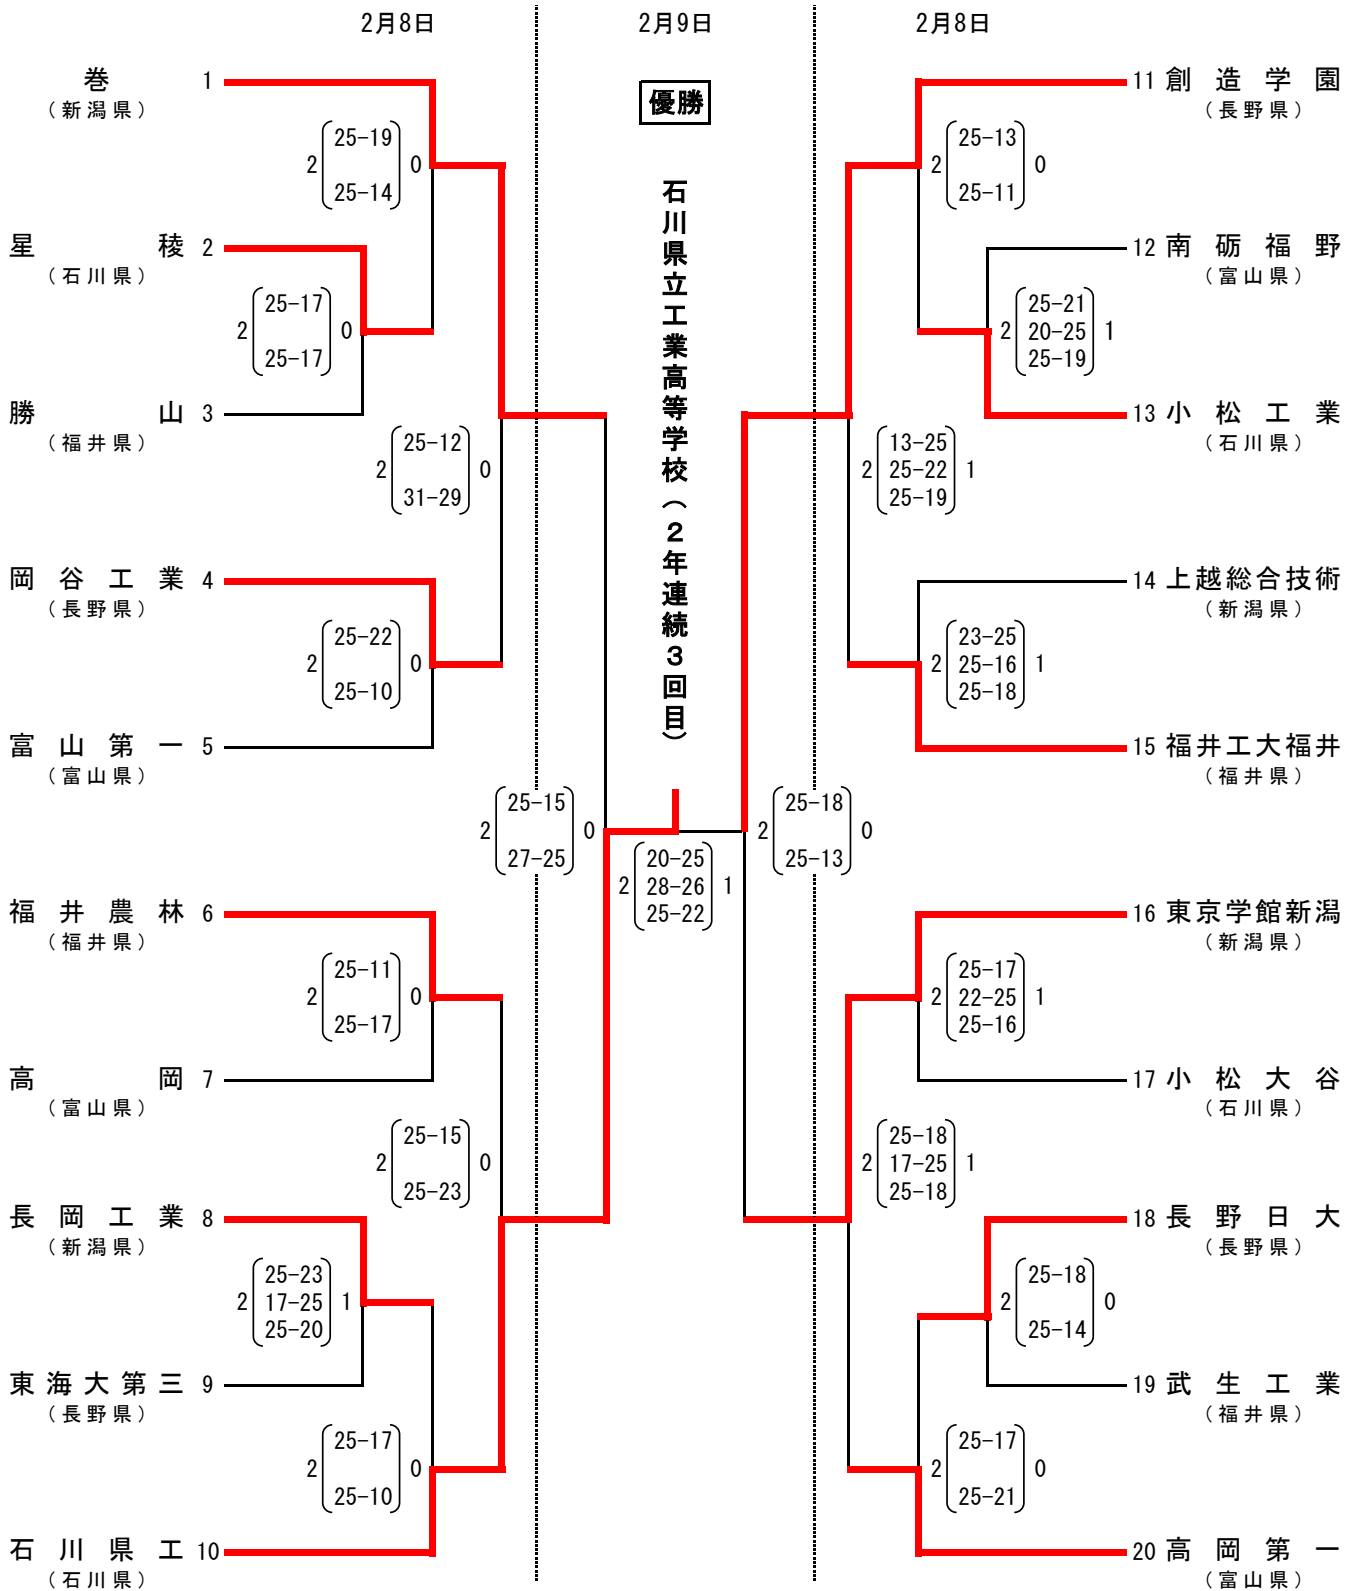 2月8日
2月9日
2月8日
優勝
石川県立工業高等学校(2年連続3回目)
巻 1
(新潟県)
2 25-19 0
25-14
星稜 2
(石川県)
2 25-17 0
25-17
勝山 3
(福井県)
2 25-12 0
31-29
岡谷工業 4
(長野県)
2 25-22 0
25-10
富山第一 5
(富山県)
2 25-15 0
27-25
福井農林 6
(福井県)
2 25-11 0
25-17
高岡 7
(富山県)
2 25-15 0
25-23
長岡工業 8
(新潟県)
25-23
2 17-25 1
25-20
東海大第三 9
(長野県)
2 25-17 0
25-10
石川県工 10
(石川県)
20-25
2 28-26 1
25-22
11 創造学園
(長野県)
2 25-13 0
25-11
12 南砺福野
(富山県)
25-21
2 20-25 1
25-19
13 小松工業
(石川県)
13-25
2 25-22 1
25-19
14 上越総合技術
(新潟県)
23-25
2 25-16 1
25-18
15 福井工大福井
(福井県)
2 25-18 0
25-13
16 東京学館新潟
(新潟県)
25-17
2 22-25 1
25-16
17 小松大谷
(石川県)
25-18
2 17-25 1
25-18
18 長野日大
(長野県)
2 25-18 0
25-14
19 武生工業
(福井県)
2 25-17 0
25-21
20 高岡第一
(富山県)